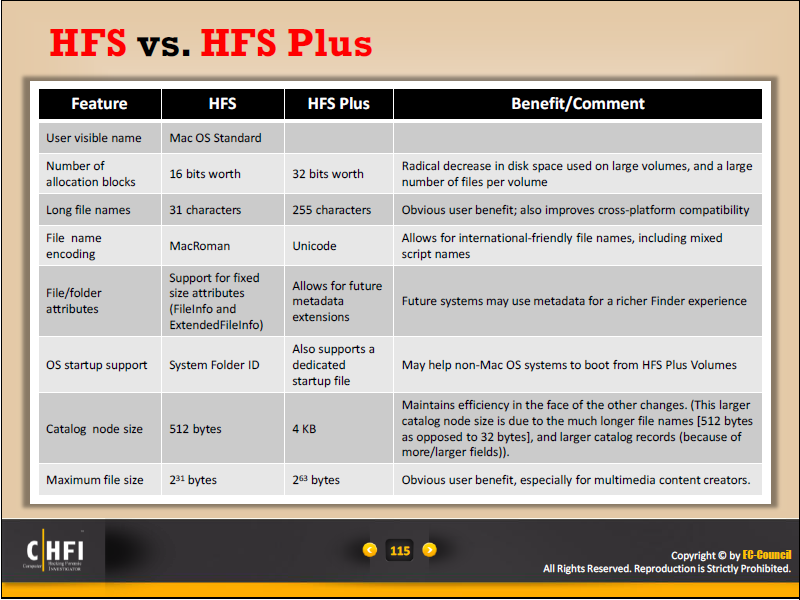 HFS vs. HFS Plus
Feature HFS HFS Plus Benefit/Comment
User visible name Mac OS Standard
Number of
allocation blocks
16 bits worth
32 bits worth
Radical decrease in disk space used on large volumes, and a large
number of files per volume
Long file names 31 characters 255 characters Obvious user benefit; also improves cross-platform compatibility
File name
encoding
MacRoman
Unicode
Allows for international-friendly file names, including mixed
script names
File/folder
attributes
Support for fixed
size attributes
(FileInfo and
ExtendedFileInfo)
Allows for future
metadata
extensions
Future systems may use metadata for a richer Finder experience
OS startup support
System Folder ID
Also supports a
dedicated
startup file
May help non-Mac OS systems to boot from HFS Plus Volumes
Catalog node size
512 bytes
4 KB
Maintains efficiency in the face of the other changes. (This larger
catalog node size is due to the much longer file names [512 bytes
as opposed to 32 bytes], and larger catalog records (because of
more/larger fields)).
Maximum file size 2³¹ bytes 2⁶³ bytes Obvious user benefit, especially for multimedia content creators.
CHFI
Computer Hacking Forensic
INVESTIGATOR
115
Copyright © by EC-Council
All Rights Reserved. Reproduction is Strictly Prohibited.